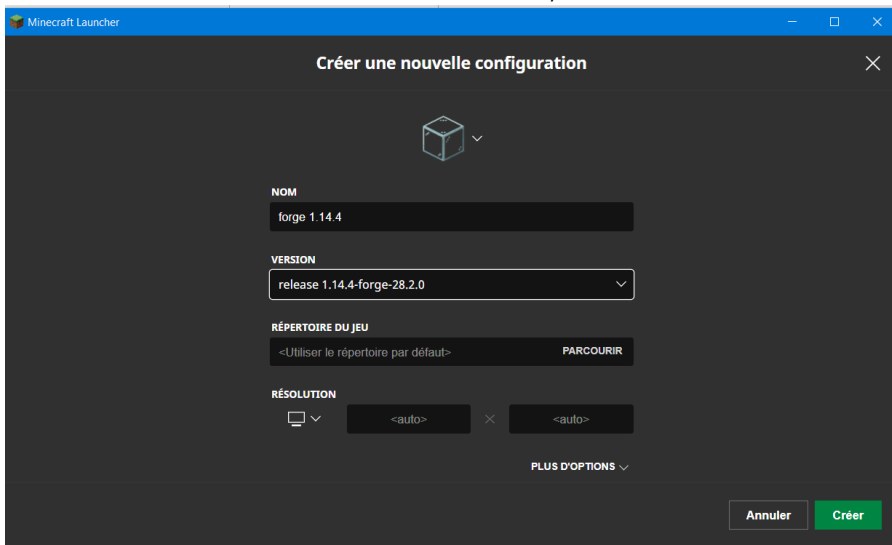 Minecraft Launcher
Créer une nouvelle configuration
NOM
forge 1.14.4
VERSION
release 1.14.4-forge-28.2.0
RÉPERTOIRE DU JEU
<Utiliser le répertoire par défaut> PARCOURIR
RÉSOLUTION
<auto> <auto>
PLUS D'OPTIONS
Annuler Créer